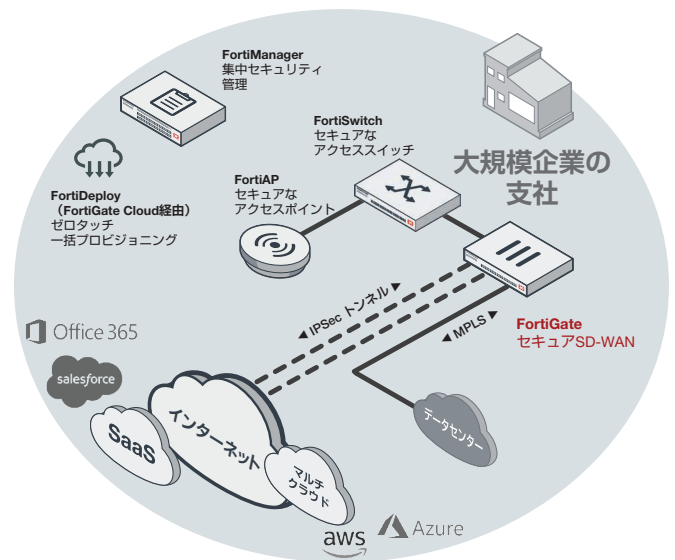 FortiManager
集中セキュリティ
管理
FortiSwitch
セキュアな
アクセススイッチ
大規模企業の
支社
FortiDeploy
（FortiGate Cloud経由）
ゼロタッチ
一括プロビジョニング
FortiAP
セキュアな
アクセスポイント
◀ IPSec トンネル ▶
◀ MPLS ▶
FortiGate
セキュアSD-WAN
Office 365
salesforce
SaaS
インターネット
マルチ
クラウド
データセンター
aws
Azure